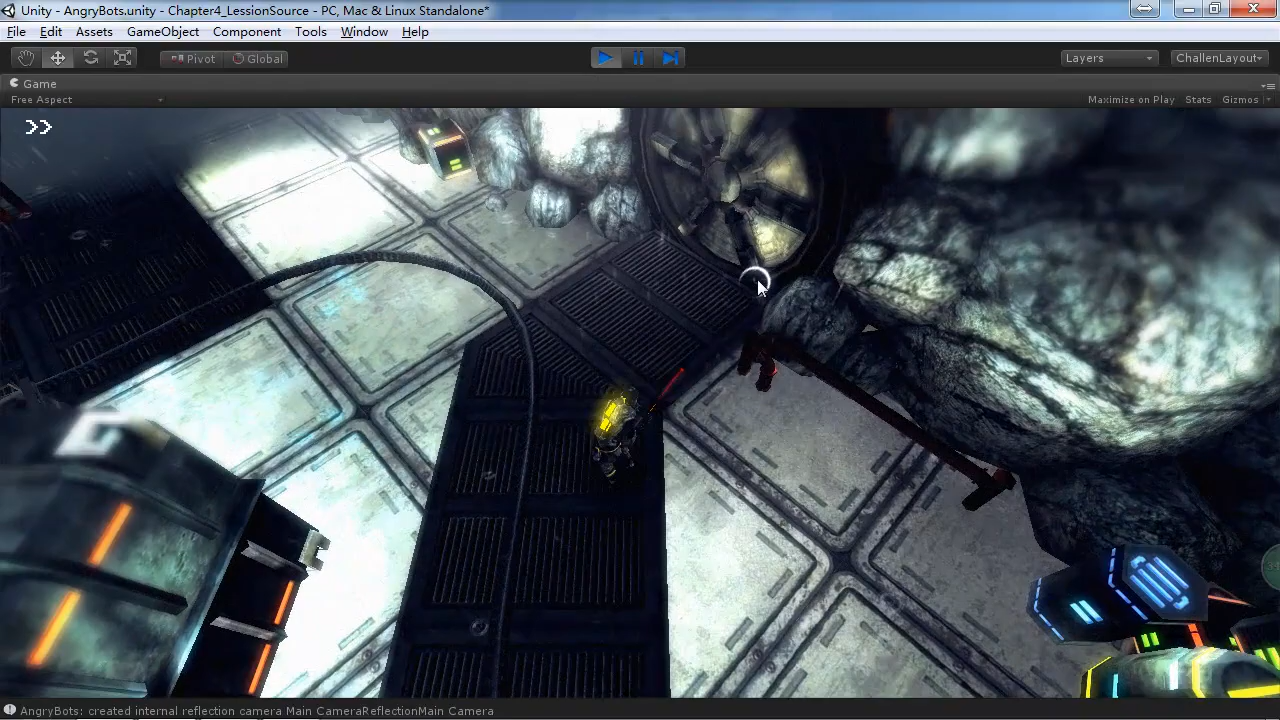 Unity - AngryBots.unity - Chapter4_LessionSource - PC, Mac & Linux Standalone*
File Edit Assets GameObject Component Tools Window Help
Pivot Global Layers ChallenLayout
Game
Free Aspect Maximize on Play Stats Gizmos
>>
AngryBots: created internal reflection camera Main CameraReflectionMain Camera